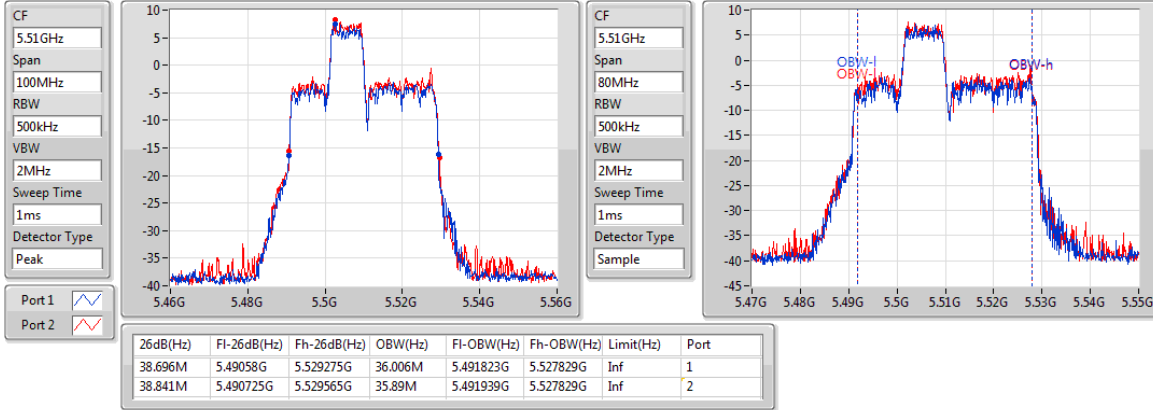 CF
5.51GHz
Span
100MHz
RBW
500kHz
VBW
2MHz
Sweep Time
1ms
Detector Type
Peak
Port 1
Port 2
10
5
0
-5
-10
-15
-20
-25
-30
-35
-40
5.46G 5.48G 5.5G 5.52G 5.54G 5.56G
CF
5.51GHz
Span
80MHz
RBW
500kHz
VBW
2MHz
Sweep Time
1ms
Detector Type
Sample
10
5
0
-5
-10
-15
-20
-25
-30
-35
-40
-45
OBW-l
OBW-l
OBW-h
5.47G 5.48G 5.49G 5.5G 5.51G 5.52G 5.53G 5.54G 5.55G
26dB(Hz) Fl-26dB(Hz) Fh-26dB(Hz) OBW(Hz) Fl-OBW(Hz) Fh-OBW(Hz) Limit(Hz) Port
38.696M 5.49058G 5.529275G 36.006M 5.491823G 5.527829G Inf 1
38.841M 5.490725G 5.529565G 35.89M 5.491939G 5.527829G Inf 2